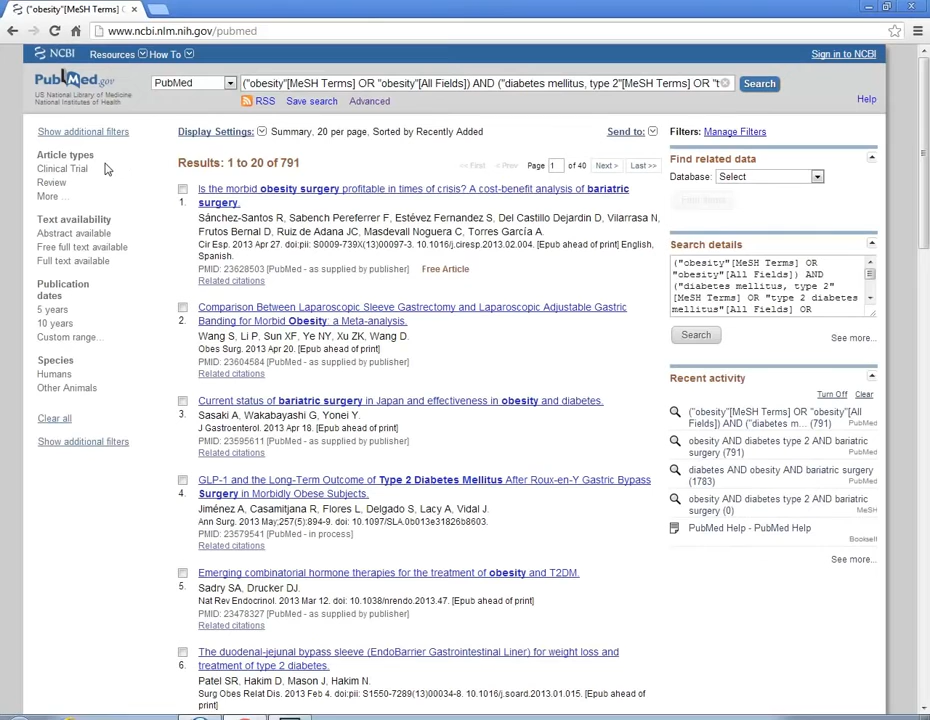 ("obesity"[MeSH Terms] O
www.ncbi.nlm.nih.gov/pubmed
NCBI Resources How To Sign in to NCBI
PubMed.gov
US National Library of Medicine
National Institutes of Health
PubMed
("obesity"[MeSH Terms] OR "obesity"[All Fields]) AND ("diabetes mellitus, type 2"[MeSH Terms] OR "t
Search
RSS Save search Advanced
Help
Show additional filters
Article types
Clinical Trial
Review
More ...
Text availability
Abstract available
Free full text available
Full text available
Publication
dates
5 years
10 years
Custom range...
Species
Humans
Other Animals
Clear all
Show additional filters
Display Settings: Summary, 20 per page, Sorted by Recently Added Send to:
Results: 1 to 20 of 791
<< First < Prev Page 1 of 40 Next > Last >>
Is the morbid obesity surgery profitable in times of crisis? A cost-benefit analysis of bariatric
1. surgery.
Sánchez-Santos R, Sabench Pereferrer F, Estévez Fernandez S, Del Castillo Dejardin D, Vilarrasa N,
Frutos Bernal D, Ruiz de Adana JC, Masdevall Noguera C, Torres García A.
Cir Esp. 2013 Apr 27. doi:pii: S0009-739X(13)00097-3. 10.1016/j.ciresp.2013.02.004. [Epub ahead of print] English,
Spanish.
PMID: 23628503 [PubMed - as supplied by publisher] Free Article
Related citations
Comparison Between Laparoscopic Sleeve Gastrectomy and Laparoscopic Adjustable Gastric
2. Banding for Morbid Obesity: a Meta-analysis.
Wang S, Li P, Sun XF, Ye NY, Xu ZK, Wang D.
Obes Surg. 2013 Apr 20. [Epub ahead of print]
PMID: 23604584 [PubMed - as supplied by publisher]
Related citations
Current status of bariatric surgery in Japan and effectiveness in obesity and diabetes.
3. Sasaki A, Wakabayashi G, Yonei Y.
J Gastroenterol. 2013 Apr 18. [Epub ahead of print]
PMID: 23595611 [PubMed - as supplied by publisher]
Related citations
GLP-1 and the Long-Term Outcome of Type 2 Diabetes Mellitus After Roux-en-Y Gastric Bypass
4. Surgery in Morbidly Obese Subjects.
Jiménez A, Casamitjana R, Flores L, Delgado S, Lacy A, Vidal J.
Ann Surg. 2013 May;257(5):894-9. doi: 10.1097/SLA.0b013e31826b8603.
PMID: 23579541 [PubMed - in process]
Related citations
Emerging combinatorial hormone therapies for the treatment of obesity and T2DM.
5. Sadry SA, Drucker DJ.
Nat Rev Endocrinol. 2013 Mar 12. doi: 10.1038/nrendo.2013.47. [Epub ahead of print]
PMID: 23478327 [PubMed - as supplied by publisher]
Related citations
The duodenal-jejunal bypass sleeve (EndoBarrier Gastrointestinal Liner) for weight loss and
6. treatment of type 2 diabetes.
Patel SR, Hakim D, Mason J, Hakim N.
Surg Obes Relat Dis. 2013 Feb 4. doi:pii: S1550-7289(13)00034-8. 10.1016/j.soard.2013.01.015. [Epub ahead of
print]
Filters: Manage Filters
Find related data
Database: Select
Find items
Search details
("obesity"[MeSH Terms] OR
"obesity"[All Fields]) AND
("diabetes mellitus, type 2"
[MeSH Terms] OR "type 2 diabetes
mellitus"[All Fields] OR
Search
See more...
Recent activity
Turn Off Clear
("obesity"[MeSH Terms] OR "obesity"[All
Fields]) AND ("diabetes m... (791) PubMed
obesity AND diabetes type 2 AND bariatric
surgery (791) PubMed
diabetes AND obesity AND bariatric surgery
(1783) PubMed
obesity AND diabetes type 2 AND bariatric
surgery (0) MeSH
PubMed Help - PubMed Help
Bookself
See more...